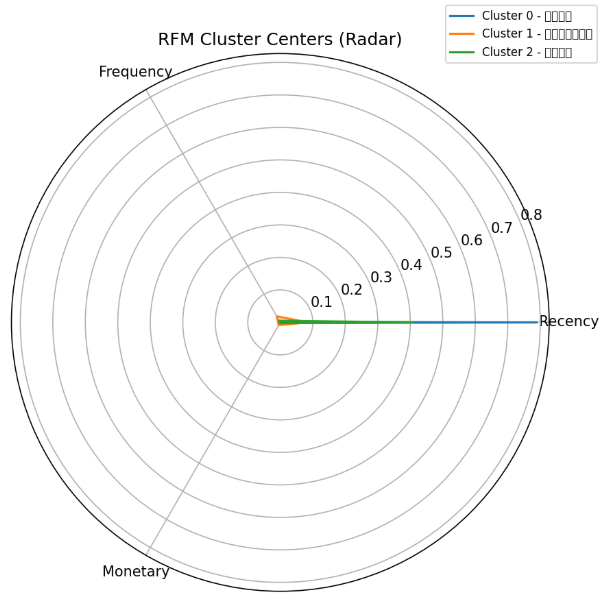 RFM Cluster Centers (Radar)
Cluster 0 -
Cluster 1 -
Cluster 2 -
Frequency
0.8
0.7
0.6
0.5
0.4
0.3
0.2
0.1
Recency
Monetary